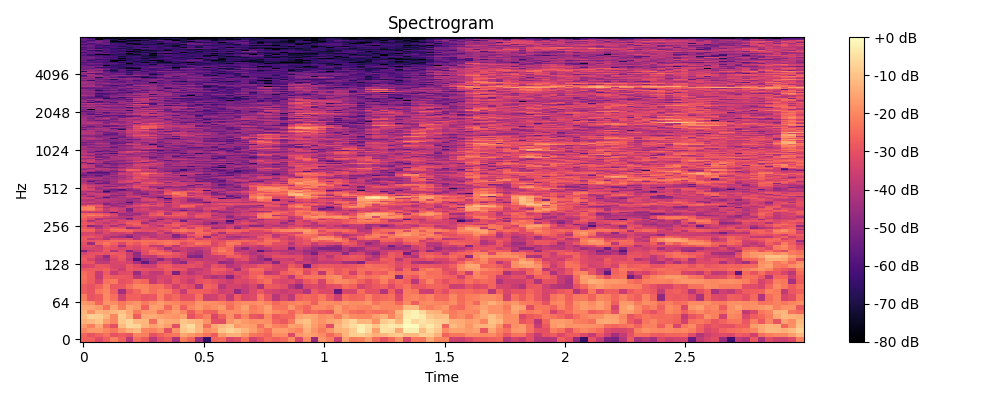 Spectrogram
Hz
4096
2048
1024
512
256
128
64
0
0
0.5
1
1.5
2
2.5
Time
+0 dB
-10 dB
-20 dB
-30 dB
-40 dB
-50 dB
-60 dB
-70 dB
-80 dB